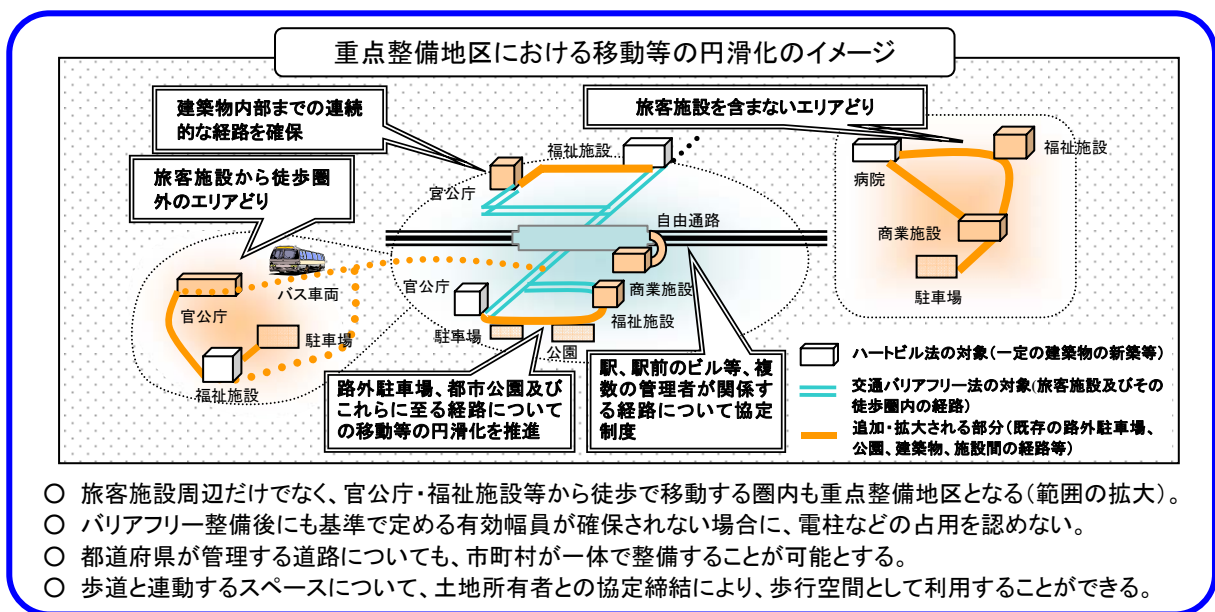 重点整備地区における移動等の円滑化のイメージ
建築物内部までの連続
的な経路を確保
旅客施設を含まないエリアどり
旅客施設から徒歩圏
外のエリアどり
福祉施設
官公庁
自由通路
病院
福祉施設
商業施設
駐車場
バス車両
官公庁
駐車場
福祉施設
官公庁
商業施設
福祉施設
駐車場
公園
路外駐車場、都市公園及び
これらに至る経路について
の移動等の円滑化を推進
駅、駅前のビル等、複
数の管理者が関係す
る経路について協定
制度
ハートビル法の対象(一定の建築物の新築等)
交通バリアフリー法の対象(旅客施設及びその
徒歩圏内の経路)
追加・拡大される部分(既存の路外駐車場、
公園、建築物、施設間の経路等)
○ 旅客施設周辺だけでなく、官公庁・福祉施設等から徒歩で移動する圏内も重点整備地区となる(範囲の拡大)。
○ バリアフリー整備後にも基準で定める有効幅員が確保されない場合に、電柱などの占用を認めない。
○ 都道府県が管理する道路についても、市町村が一体で整備することが可能とする。
○ 歩道と連動するスペースについて、土地所有者との協定締結により、歩行空間として利用することができる。